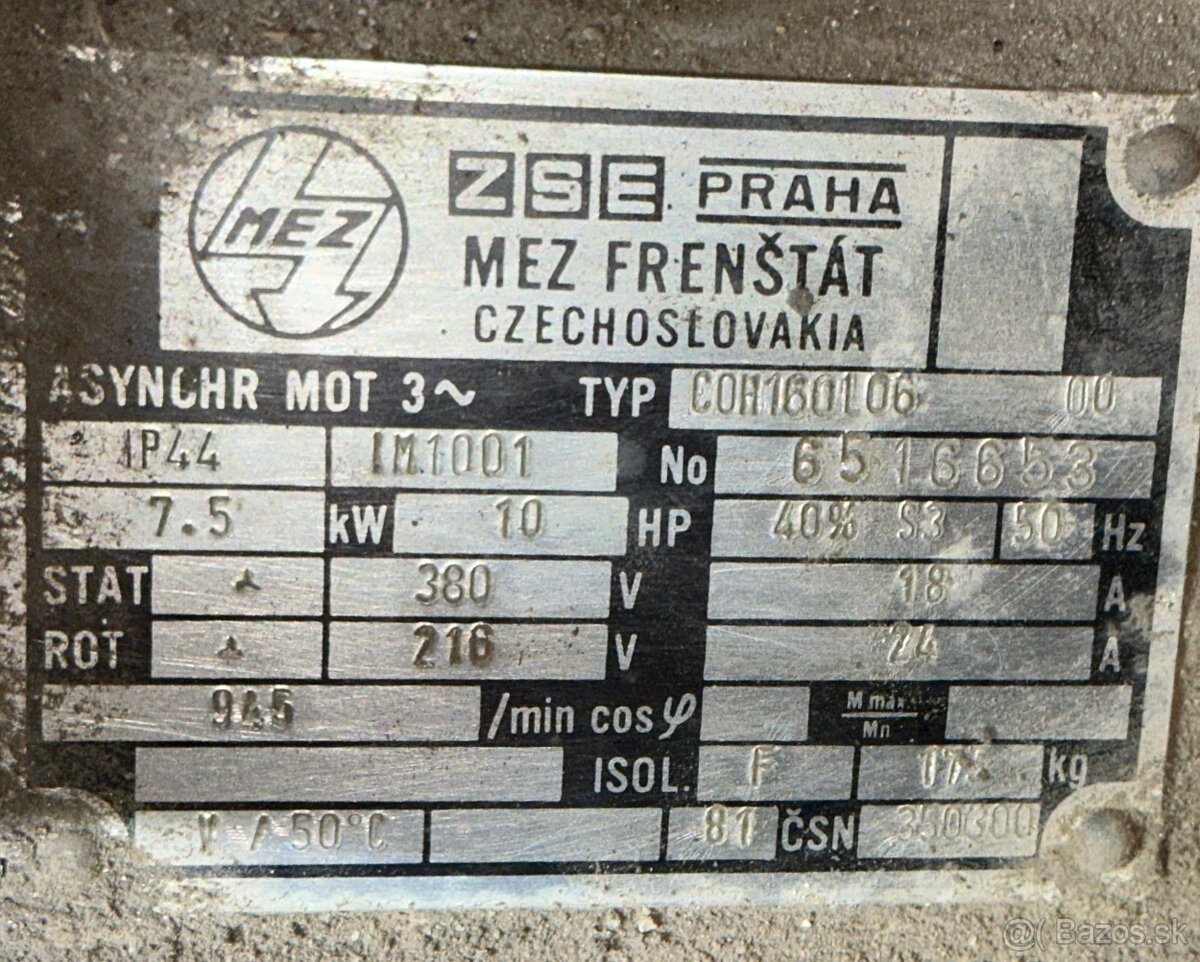 MEZ
ZSE PRAHA
MEZ FRENŠTÁT
CZECHOSLOVAKIA
ASYNCHR MOT 3~ TYP COH160L06 00
IP44 IM1001 No 6516653
7.5 kW 10 HP 40% S3 50 Hz
STAT 380 V 18 A
ROT 216 V 24 A
945 /min cos φ M max
Mn
ISOL. F kg
50°C 81 ČSN 350300
@( Bazos.sk